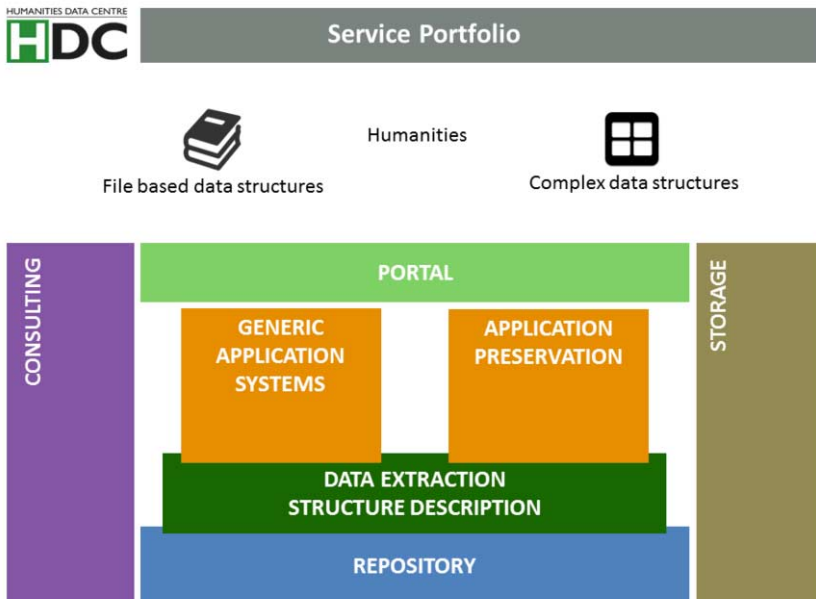 HUMANITIES DATA CENTRE
HDC
Service Portfolio
Humanities
File based data structures
Complex data structures
CONSULTING
PORTAL
STORAGE
GENERIC
APPLICATION
SYSTEMS
APPLICATION
PRESERVATION
DATA EXTRACTION
STRUCTURE DESCRIPTION
REPOSITORY